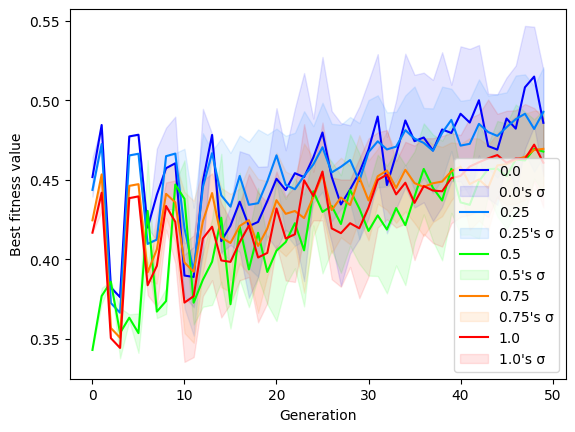 0.55
0.50
0.45
0.40
0.35
Best fitness value
0.0
0.0's σ
0.25
0.25's σ
0.5
0.5's σ
0.75
0.75's σ
1.0
1.0's σ
0 10 20 30 40 50
Generation